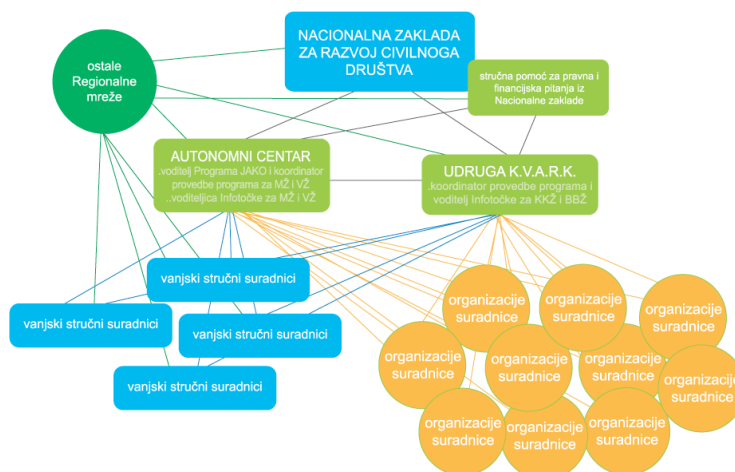 NACIONALNA ZAKLADA
ZA RAZVOJ CIVILNOGA
DRUŠTVA
ostale
Regionalne
mreže
stručna pomoć za pravna i
financijska pitanja iz
Nacionalne zaklade
AUTONOMNI CENTAR
.voditelj Programa JAKO i koordinator
provedbe programa za MŽ i VŽ
..voditeljica Infotočke za MŽ i VŽ
UDRUGA K.V.A.R.K.
.koordinator provedbe programa i
voditelj Infotočke za KKŽ i BBŽ
vanjski stručni suradnici
vanjski stručni suradnici
vanjski stručni suradnici
vanjski stručni suradnici
organizacije
suradnice
organizacije
suradnice
organizacije
suradnice
organizacije
suradnice
organizacije
suradnice
organizacije
suradnice
organizacije
suradnice
organizacije
suradnice
organizacije
suradnice
organizacije
suradnice